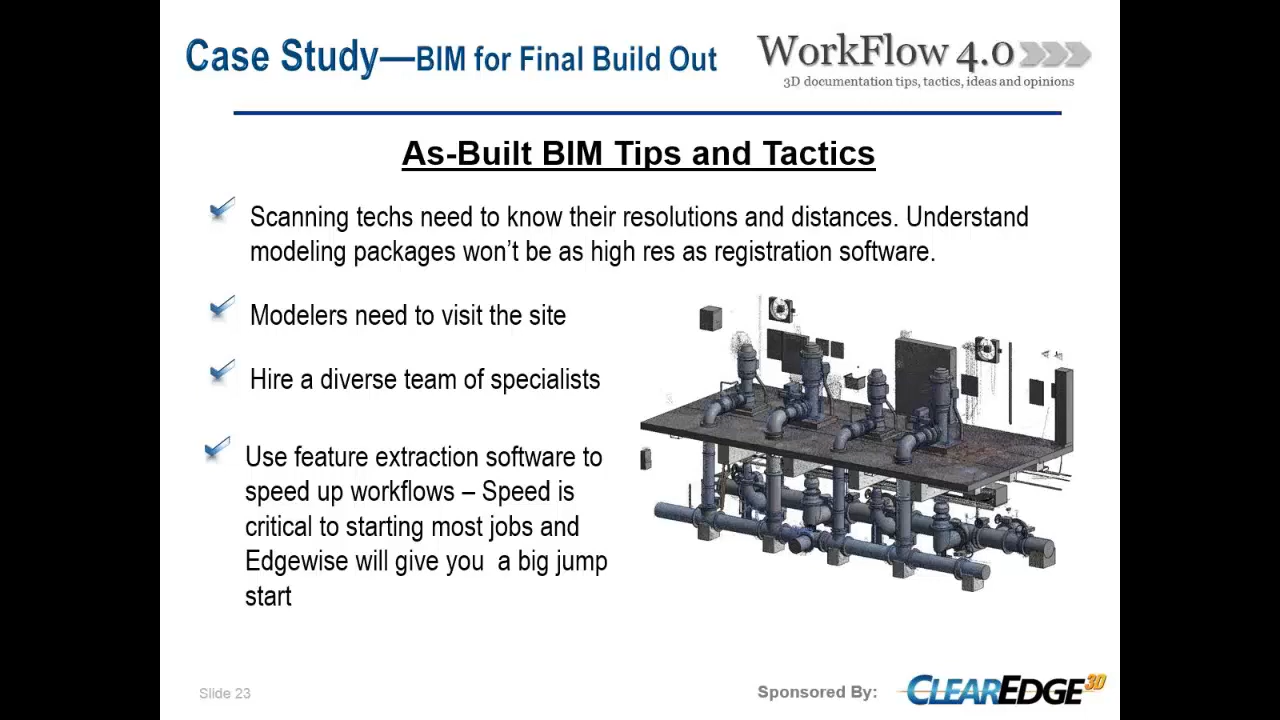 Case Study—BIM for Final Build Out
WorkFlow 4.0
3D documentation tips, tactics, ideas and opinions
As-Built BIM Tips and Tactics
Scanning techs need to know their resolutions and distances. Understand
modeling packages won’t be as high res as registration software.
Modelers need to visit the site
Hire a diverse team of specialists
Use feature extraction software to
speed up workflows – Speed is
critical to starting most jobs and
Edgewise will give you a big jump
start
Slide 23
Sponsored By:
CLEAREDGE3D